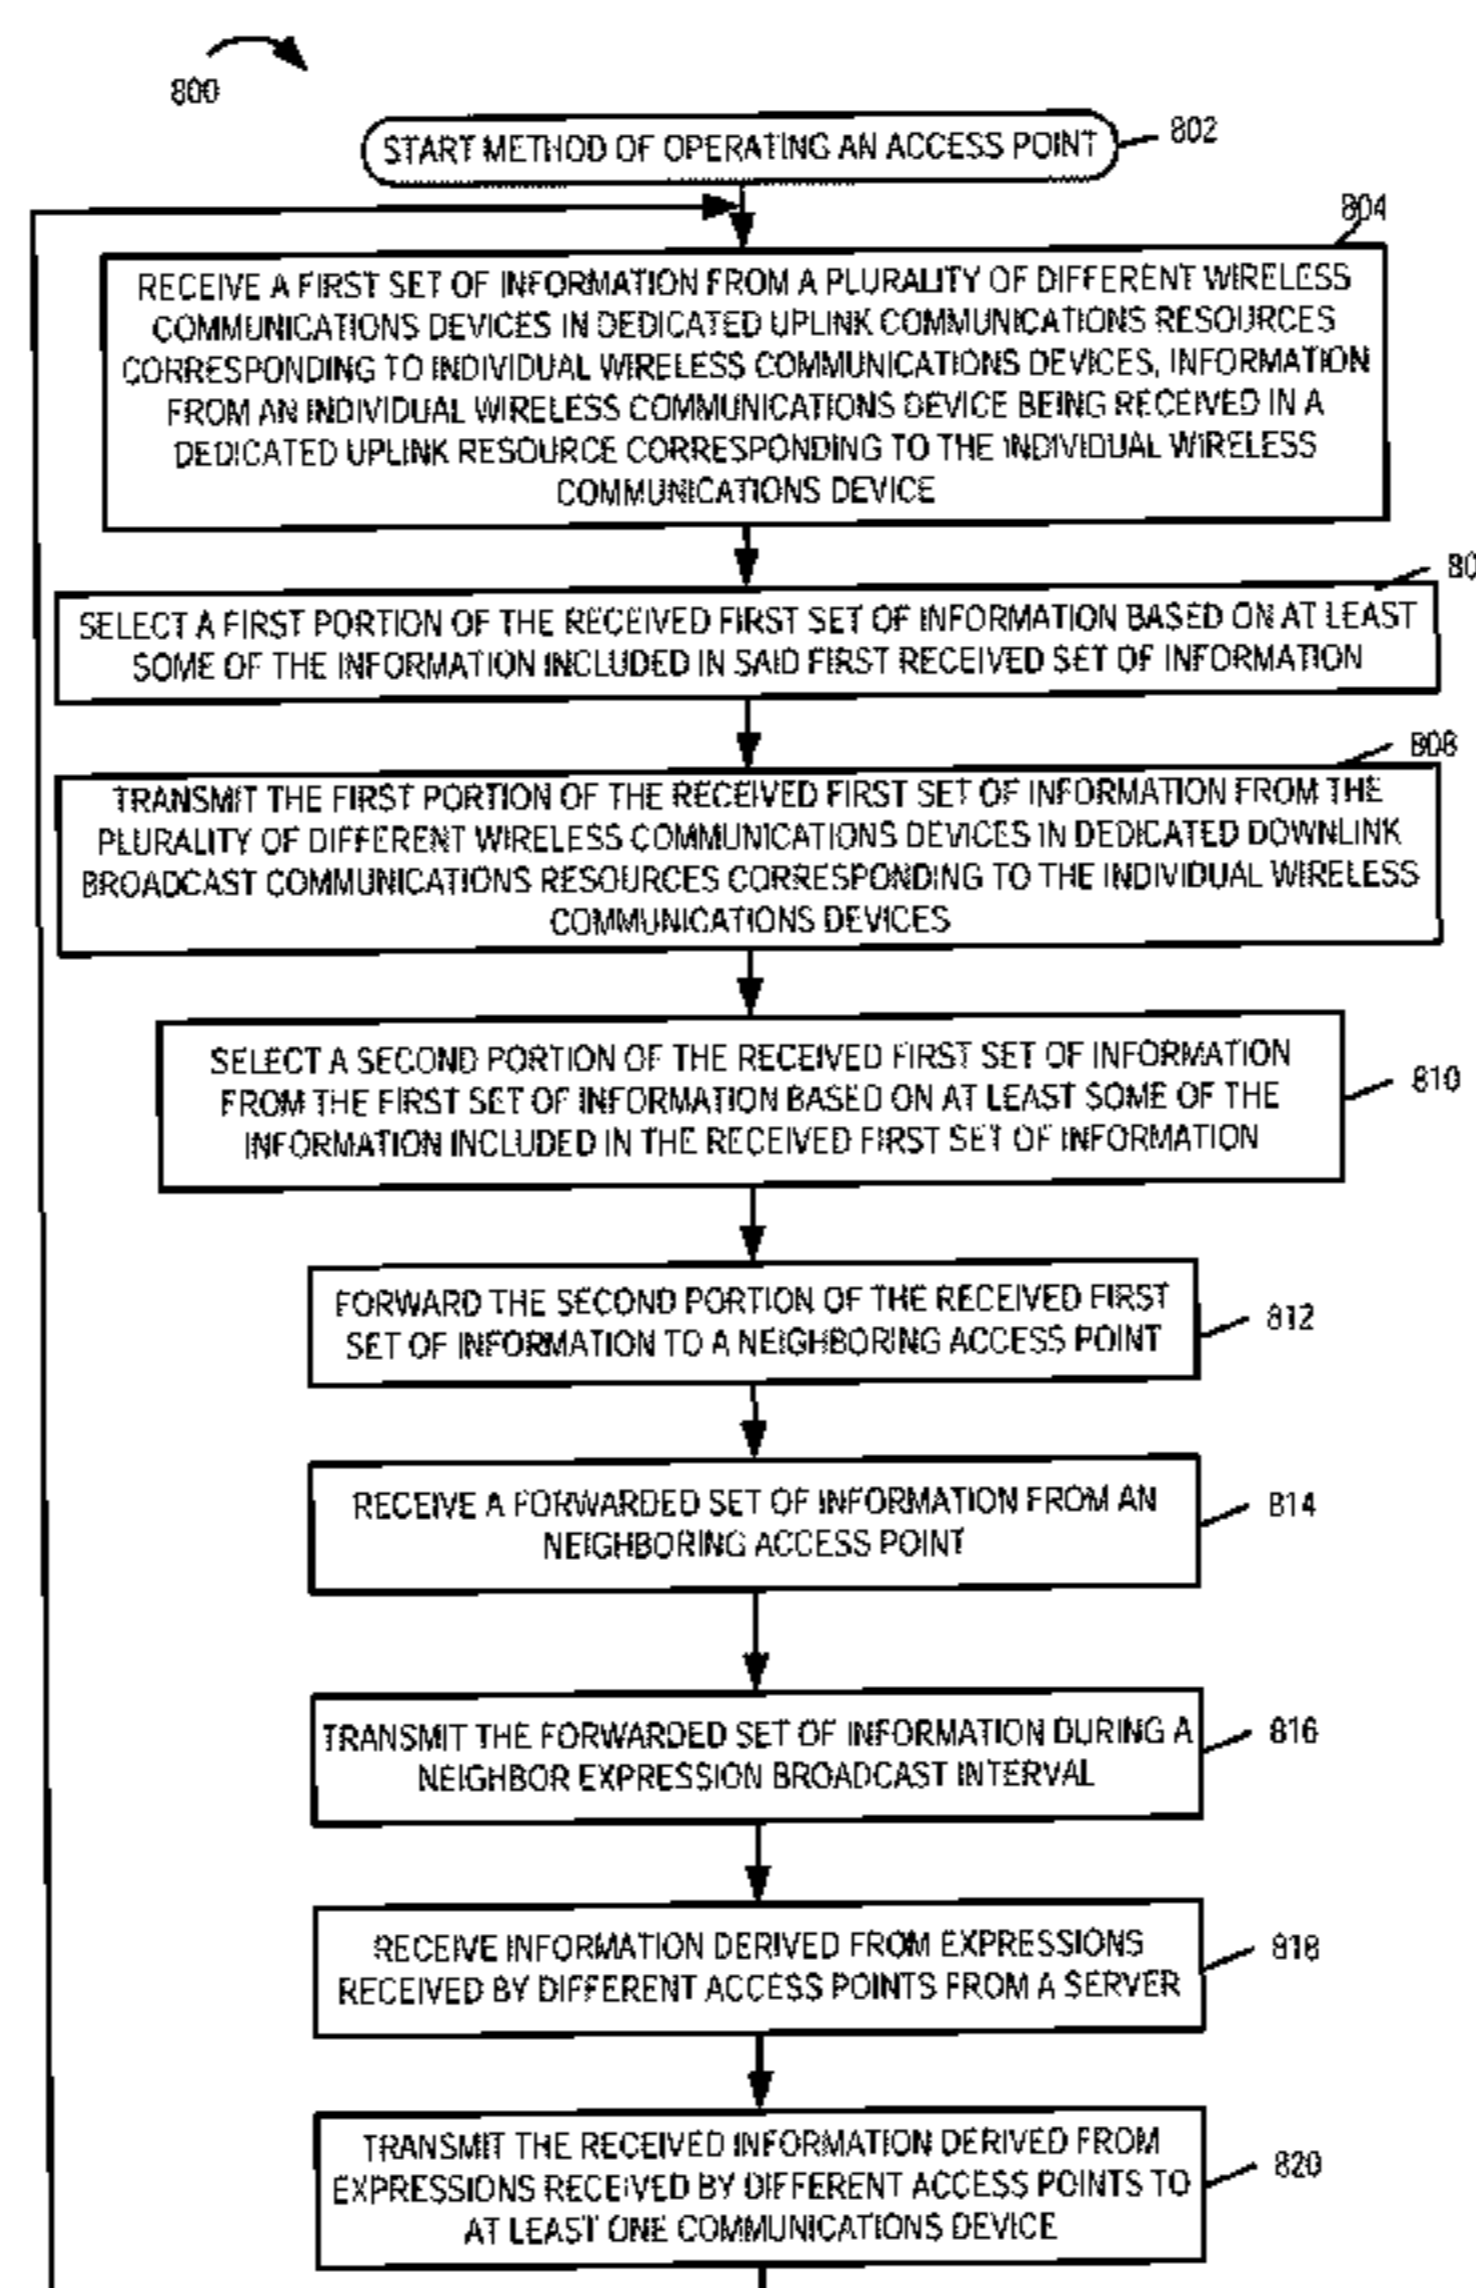 800
START METHOD OF OPERATING AN ACCESS POINT
802
804
RECEIVE A FIRST SET OF INFORMATION FROM A PLURALITY OF DIFFERENT WIRELESS
COMMUNICATIONS DEVICES IN DEDICATED UPLINK COMMUNICATIONS RESOURCES
CORRESPONDING TO INDIVIDUAL WIRELESS COMMUNICATIONS DEVICES, INFORMATION
FROM AN INDIVIDUAL WIRELESS COMMUNICATIONS DEVICE BEING RECEIVED IN A
DEDICATED UPLINK RESOURCE CORRESPONDING TO THE INDIVIDUAL WIRELESS
COMMUNICATIONS DEVICE
80
SELECT A FIRST PORTION OF THE RECEIVED FIRST SET OF INFORMATION BASED ON AT LEAST
SOME OF THE INFORMATION INCLUDED IN SAID FIRST RECEIVED SET OF INFORMATION
808
TRANSMIT THE FIRST PORTION OF THE RECEIVED FIRST SET OF INFORMATION FROM THE
PLURALITY OF DIFFERENT WIRELESS COMMUNICATIONS DEVICES IN DEDICATED DOWNLINK
BROADCAST COMMUNICATIONS RESOURCES CORRESPONDING TO THE INDIVIDUAL WIRELESS
COMMUNICATIONS DEVICES
SELECT A SECOND PORTION OF THE RECEIVED FIRST SET OF INFORMATION
FROM THE FIRST SET OF INFORMATION BASED ON AT LEAST SOME OF THE
INFORMATION INCLUDED IN THE RECEIVED FIRST SET OF INFORMATION
810
FORWARD THE SECOND PORTION OF THE RECEIVED FIRST
SET OF INFORMATION TO A NEIGHBORING ACCESS POINT
812
RECEIVE A FORWARDED SET OF INFORMATION FROM AN
NEIGHBORING ACCESS POINT
814
TRANSMIT THE FORWARDED SET OF INFORMATION DURING A
NEIGHBOR EXPRESSION BROADCAST INTERVAL
816
RECEIVE INFORMATION DERIVED FROM EXPRESSIONS
RECEIVED BY DIFFERENT ACCESS POINTS FROM A SERVER
818
TRANSMIT THE RECEIVED INFORMATION DERIVED FROM
EXPRESSIONS RECEIVED BY DIFFERENT ACCESS POINTS TO
AT LEAST ONE COMMUNICATIONS DEVICE
820